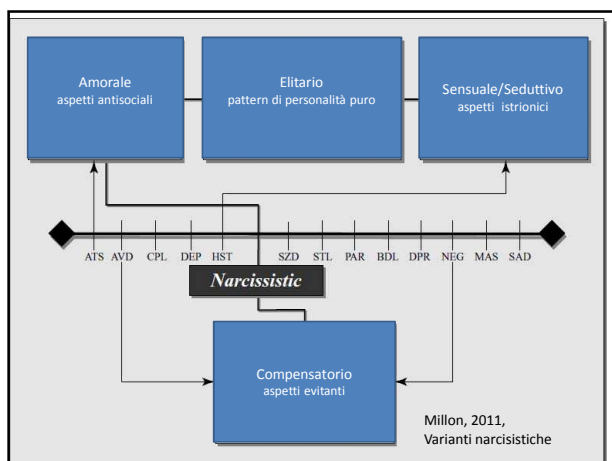 Amorale
aspetti antisociali
Elitario
pattern di personalità puro
Sensuale/Seduttivo
aspetti istrionici
ATS AVD CPL DEP HST SZD STL PAR BDL DPR NEG MAS SAD
Narcissistic
Compensatorio
aspetti evitanti
Millon, 2011,
Varianti narcisistiche